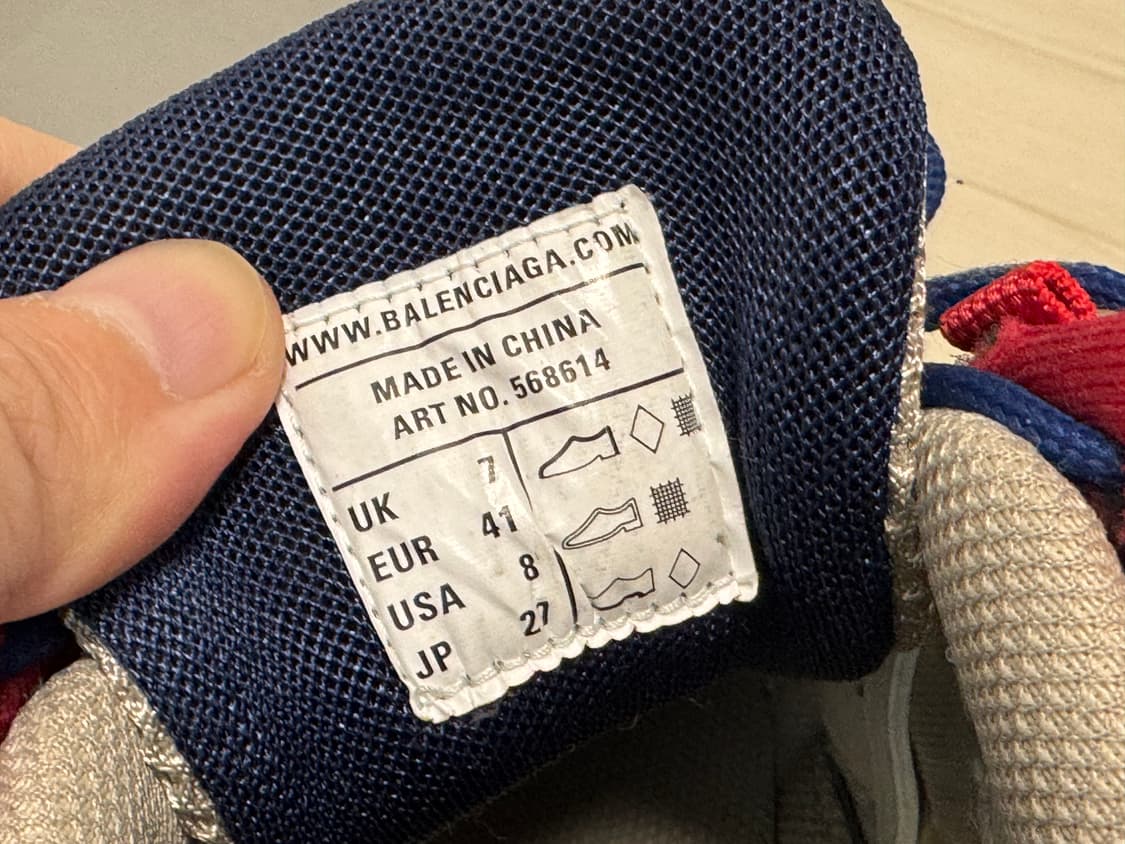 WWW.BALENCIAGA.COM
MADE IN CHINA
ART NO. 568614
UK 7
EUR 41
USA 8
JP 27